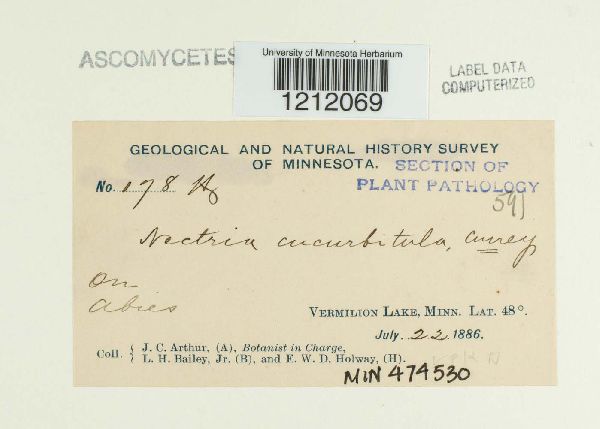 ASCOMYCETES
University of Minnesota Herbarium
1212069
LABEL DATA
COMPUTERIZED
GEOLOGICAL AND NATURAL HISTORY SURVEY
OF MINNESOTA.
SECTION OF
PLANT PATHOLOGY
No. 178 H
591
Nectria cucurbitula, Currey
On
Abies
VERMILION LAKE, MINN. LAT. 48°.
July 22 1886.
Coll. { J. C. Arthur, (A), Botanist in Charge,
{ L. H. Bailey, Jr. (B), and E. W. D. Holway, (H).
MIN 474530